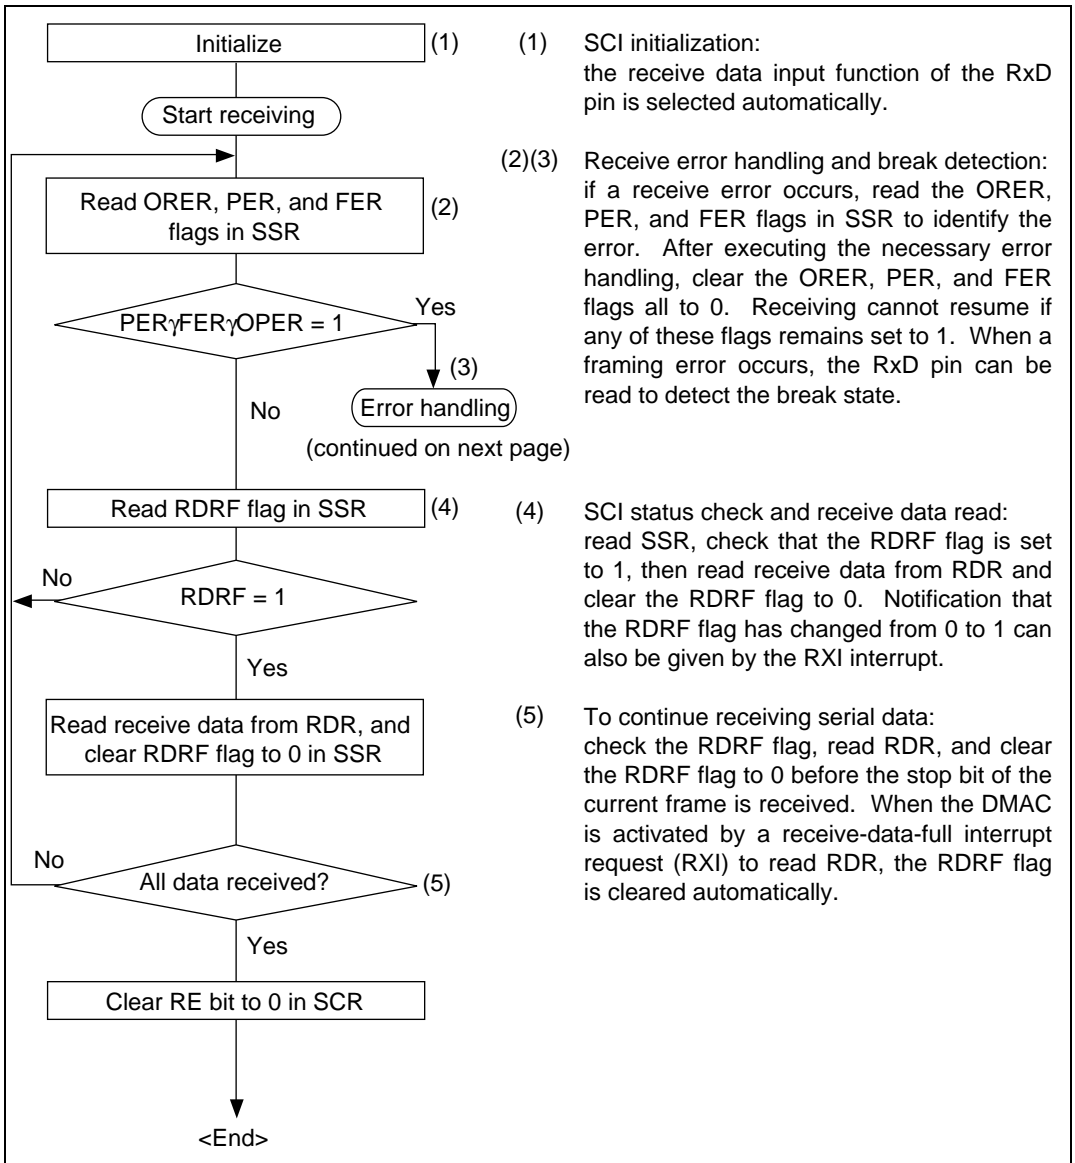 Initialize
(1)
Start receiving
Read ORER, PER, and FER
flags in SSR
(2)
PERγFERγOPER = 1
Yes
(3)
Error handling
(continued on next page)
No
Read RDRF flag in SSR
(4)
No
RDRF = 1
Yes
Read receive data from RDR, and
clear RDRF flag to 0 in SSR
No
All data received?
(5)
Yes
Clear RE bit to 0 in SCR
<End>
(1) SCI initialization:
the receive data input function of the RxD
pin is selected automatically.
(2)(3) Receive error handling and break detection:
if a receive error occurs, read the ORER,
PER, and FER flags in SSR to identify the
error. After executing the necessary error
handling, clear the ORER, PER, and FER
flags all to 0. Receiving cannot resume if
any of these flags remains set to 1. When a
framing error occurs, the RxD pin can be
read to detect the break state.
(4) SCI status check and receive data read:
read SSR, check that the RDRF flag is set
to 1, then read receive data from RDR and
clear the RDRF flag to 0. Notification that
the RDRF flag has changed from 0 to 1 can
also be given by the RXI interrupt.
(5) To continue receiving serial data:
check the RDRF flag, read RDR, and clear
the RDRF flag to 0 before the stop bit of the
current frame is received. When the DMAC
is activated by a receive-data-full interrupt
request (RXI) to read RDR, the RDRF flag
is cleared automatically.